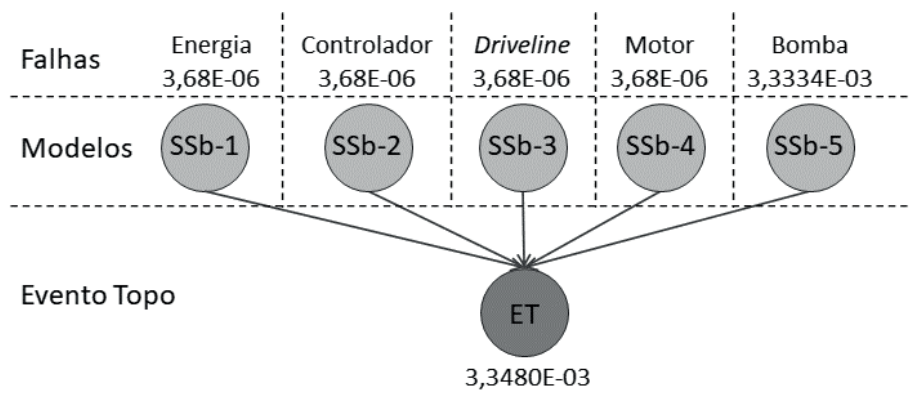 Falhas
Energia
3,68E-06
Controlador
3,68E-06
Driveline
3,68E-06
Motor
3,68E-06
Bomba
3,3334E-03
Modelos
SSb-1
SSb-2
SSb-3
SSb-4
SSb-5
Evento Topo
ET
3,3480E-03